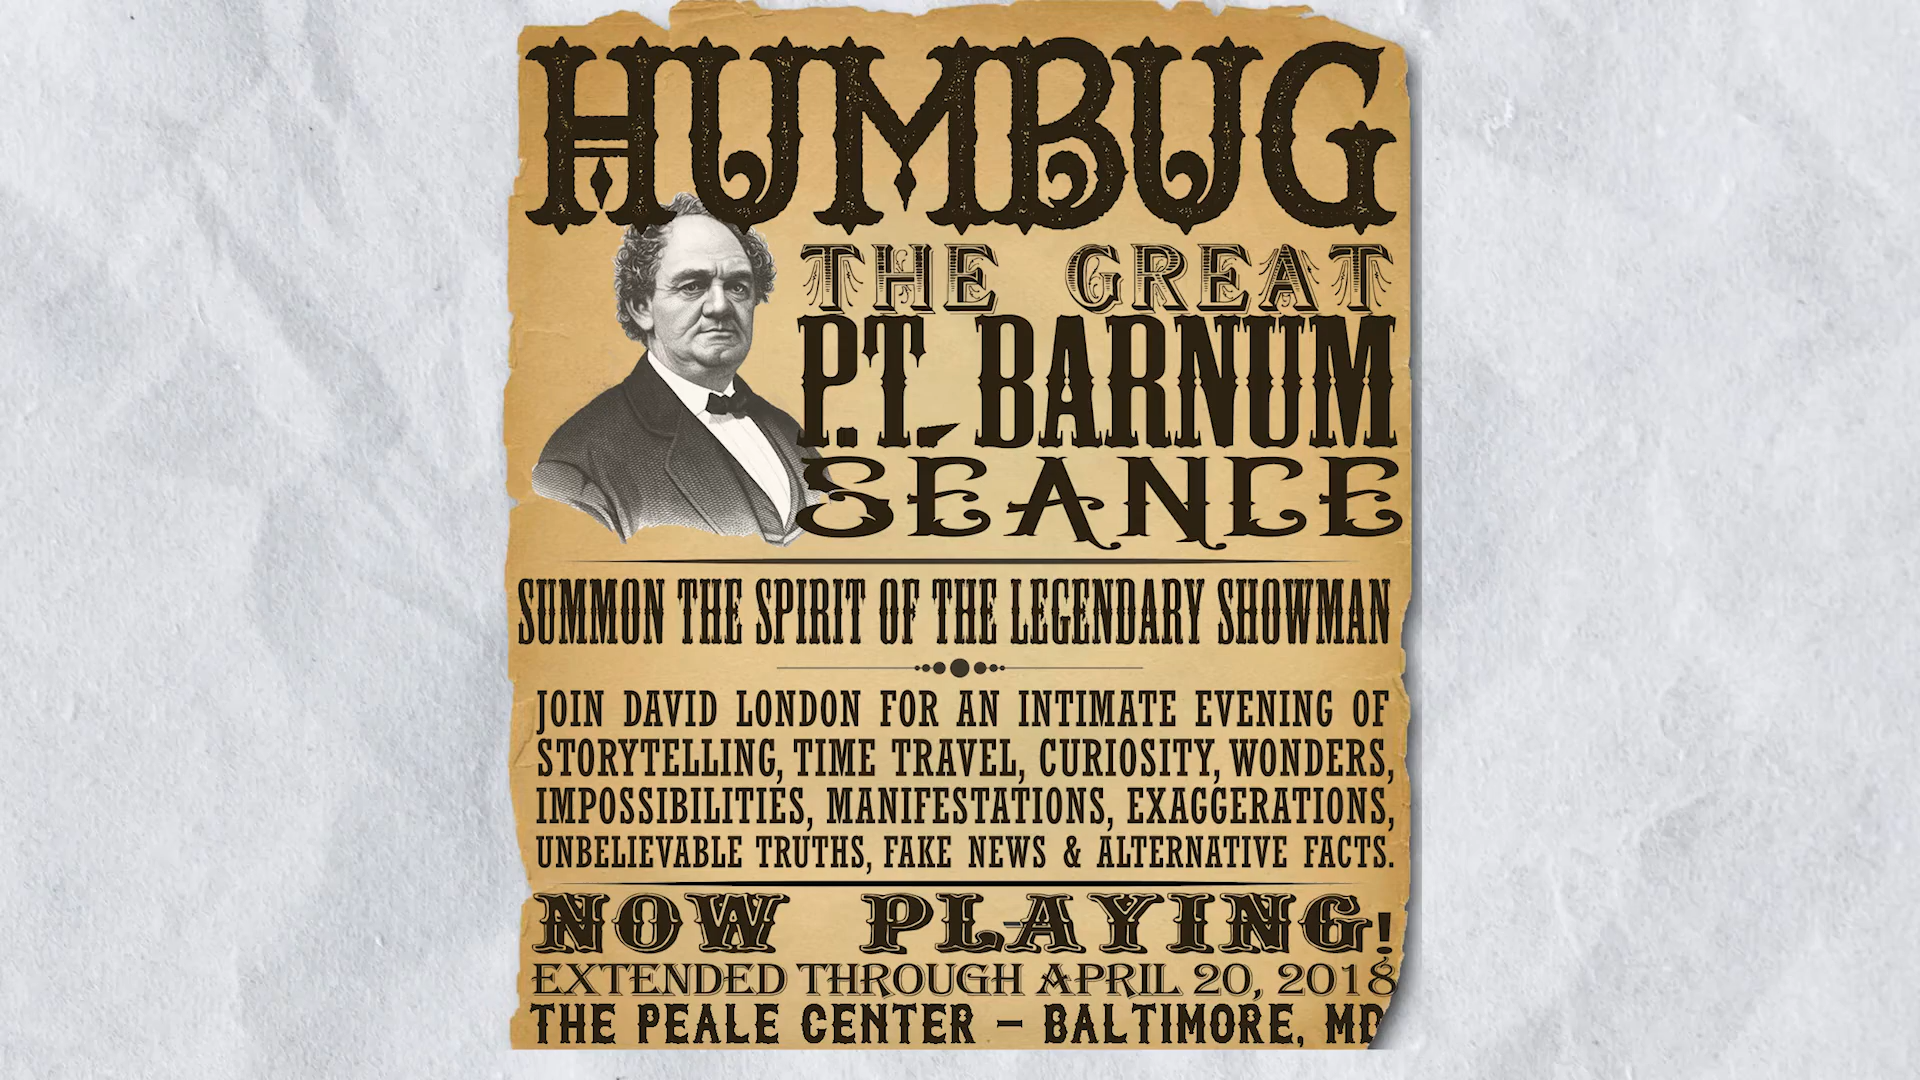 HUMBUG
THE GREAT
P.T. BARNUM
SÉANCE
SUMMON THE SPIRIT OF THE LEGENDARY SHOWMAN
JOIN DAVID LONDON FOR AN INTIMATE EVENING OF
STORYTELLING, TIME TRAVEL, CURIOSITY, WONDERS,
IMPOSSIBILITIES, MANIFESTATIONS, EXAGGERATIONS,
UNBELIEVABLE TRUTHS, FAKE NEWS & ALTERNATIVE FACTS.
NOW PLAYING!
EXTENDED THROUGH APRIL 20, 2018
THE PEALE CENTER – BALTIMORE, MD